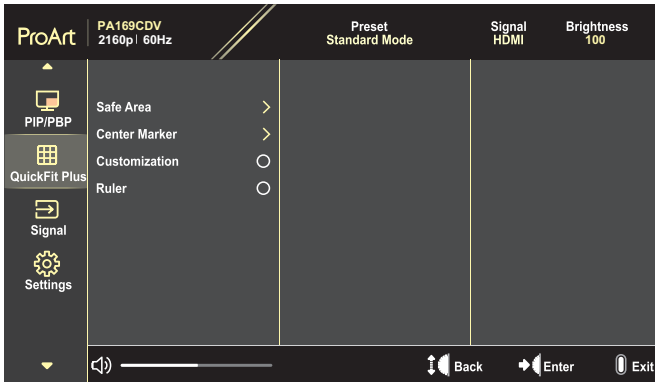 ProArt
PA169CDV
2160p| 60Hz
Preset
Standard Mode
Signal
HDMI
Brightness
100
PIP/PBP
QuickFit Plus
Signal
Settings
Safe Area
Center Marker
Customization
Ruler
Back
Enter
Exit